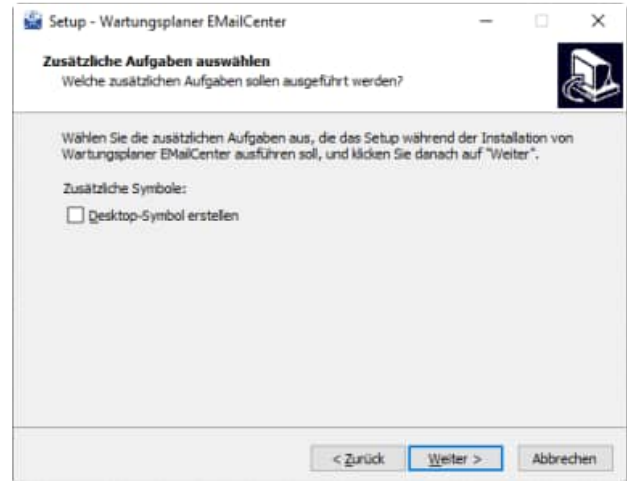 Setup - Wartungsplaner EMailCenter
Zusätzliche Aufgaben auswählen
Welche zusätzlichen Aufgaben sollen ausgeführt werden?
Wählen Sie die zusätzlichen Aufgaben aus, die das Setup während der Installation von
Wartungsplaner EMailCenter ausführen soll, und klicken Sie danach auf "Weiter".
Zusätzliche Symbole:
Desktop-Symbol erstellen
< Zurück Weiter > Abbrechen